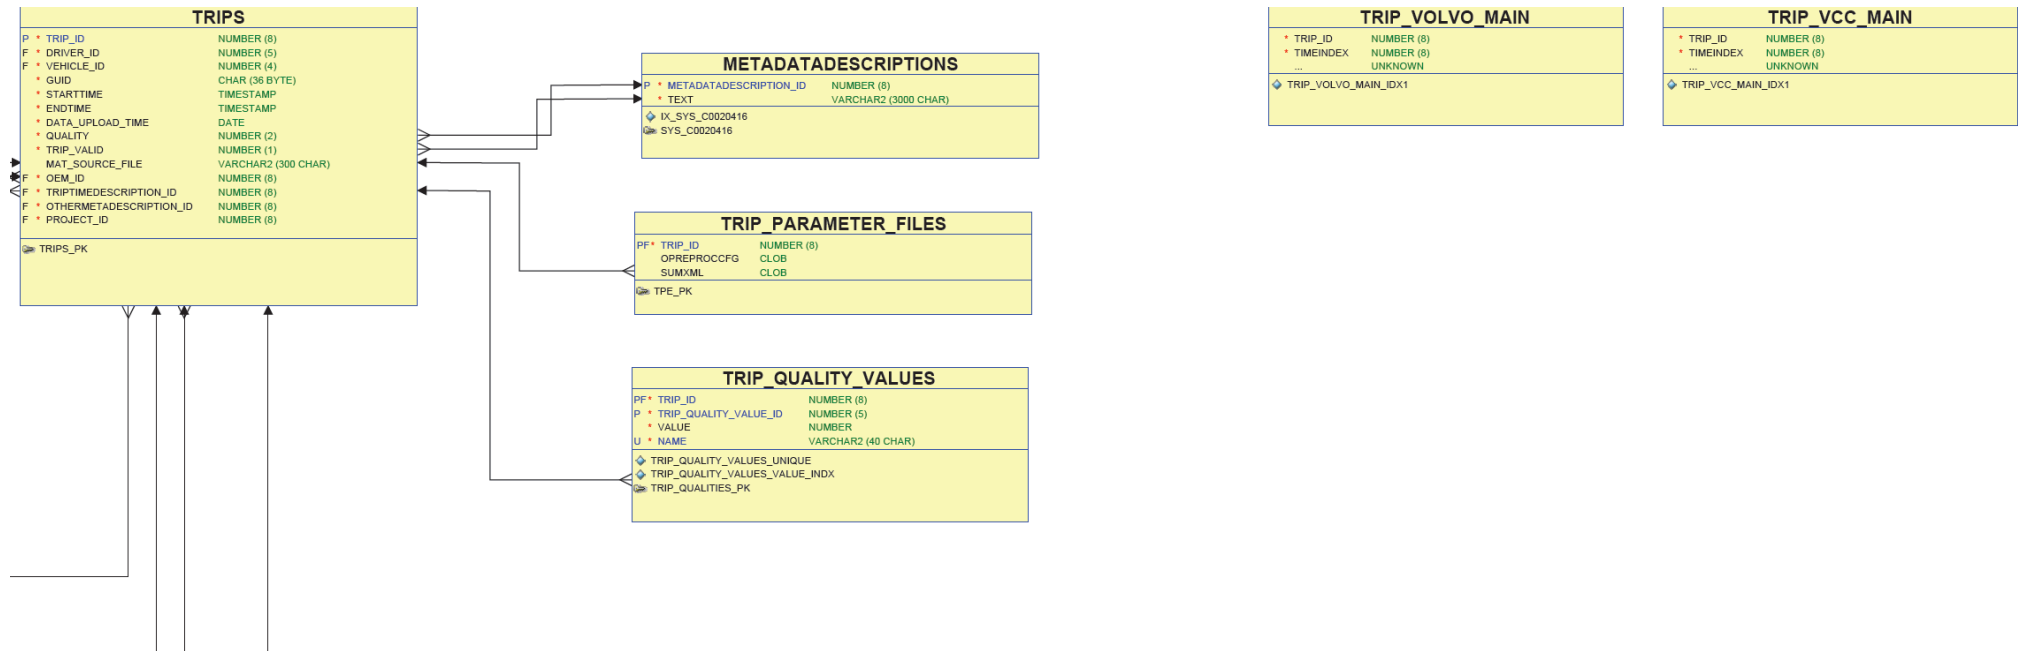 TRIPS
P * TRIP_ID NUMBER (8)
F * DRIVER_ID NUMBER (5)
F * VEHICLE_ID NUMBER (4)
* GUID CHAR (36 BYTE)
* STARTTIME TIMESTAMP
* ENDTIME TIMESTAMP
* DATA_UPLOAD_TIME DATE
* QUALITY NUMBER (2)
* TRIP_VALID NUMBER (1)
MAT_SOURCE_FILE VARCHAR2 (300 CHAR)
F * OEM_ID NUMBER (8)
F * TRIPTIMEDESCRIPTION_ID NUMBER (8)
F * OTHERMETADESCRIPTION_ID NUMBER (8)
F * PROJECT_ID NUMBER (8)
TRIPS_PK
METADATADESCRIPTIONS
P * METADATADESCRIPTION_ID NUMBER (8)
* TEXT VARCHAR2 (3000 CHAR)
IX_SYS_C0020416
SYS_C0020416
TRIP_PARAMETER_FILES
PF* TRIP_ID NUMBER (8)
OPREPROCCFG CLOB
SUMXML CLOB
TPE_PK
TRIP_QUALITY_VALUES
PF* TRIP_ID NUMBER (8)
P * TRIP_QUALITY_VALUE_ID NUMBER (5)
* VALUE NUMBER
U * NAME VARCHAR2 (40 CHAR)
TRIP_QUALITY_VALUES_UNIQUE
TRIP_QUALITY_VALUES_VALUE_INDX
TRIP_QUALITIES_PK
TRIP_VOLVO_MAIN
* TRIP_ID NUMBER (8)
* TIMEINDEX NUMBER (8)
... UNKNOWN
TRIP_VOLVO_MAIN_IDX1
TRIP_VCC_MAIN
* TRIP_ID NUMBER (8)
* TIMEINDEX NUMBER (8)
... UNKNOWN
TRIP_VCC_MAIN_IDX1